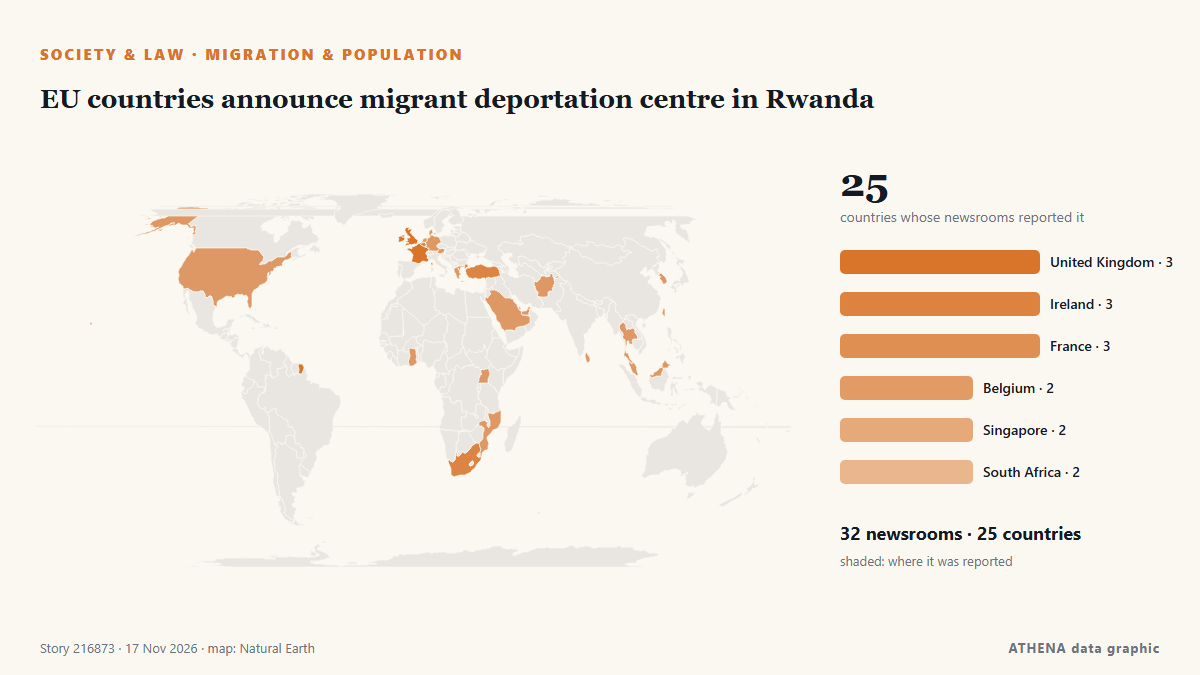 SOCIETY & LAW · MIGRATION & POPULATION
EU countries announce migrant deportation centre in Rwanda
25
countries whose newsrooms reported it
United Kingdom · 3
Ireland · 3
France · 3
Belgium · 2
Singapore · 2
South Africa · 2
32 newsrooms · 25 countries
shaded: where it was reported
Story 216873 · 17 Nov 2026 · map: Natural Earth
ATHENA data graphic